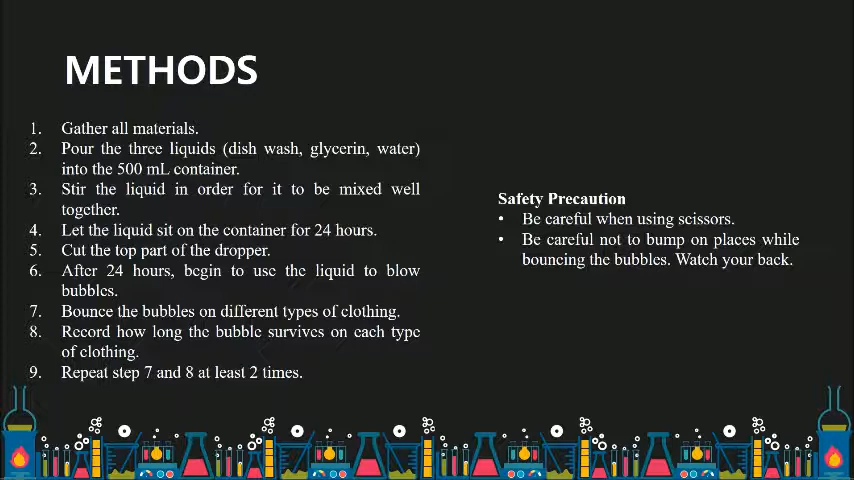 METHODS
1. Gather all materials.
2. Pour the three liquids (dish wash, glycerin, water)
into the 500 mL container.
3. Stir the liquid in order for it to be mixed well
together.
4. Let the liquid sit on the container for 24 hours.
5. Cut the top part of the dropper.
6. After 24 hours, begin to use the liquid to blow
bubbles.
7. Bounce the bubbles on different types of clothing.
8. Record how long the bubble survives on each type
of clothing.
9. Repeat step 7 and 8 at least 2 times.
Safety Precaution
• Be careful when using scissors.
• Be careful not to bump on places while
bouncing the bubbles. Watch your back.